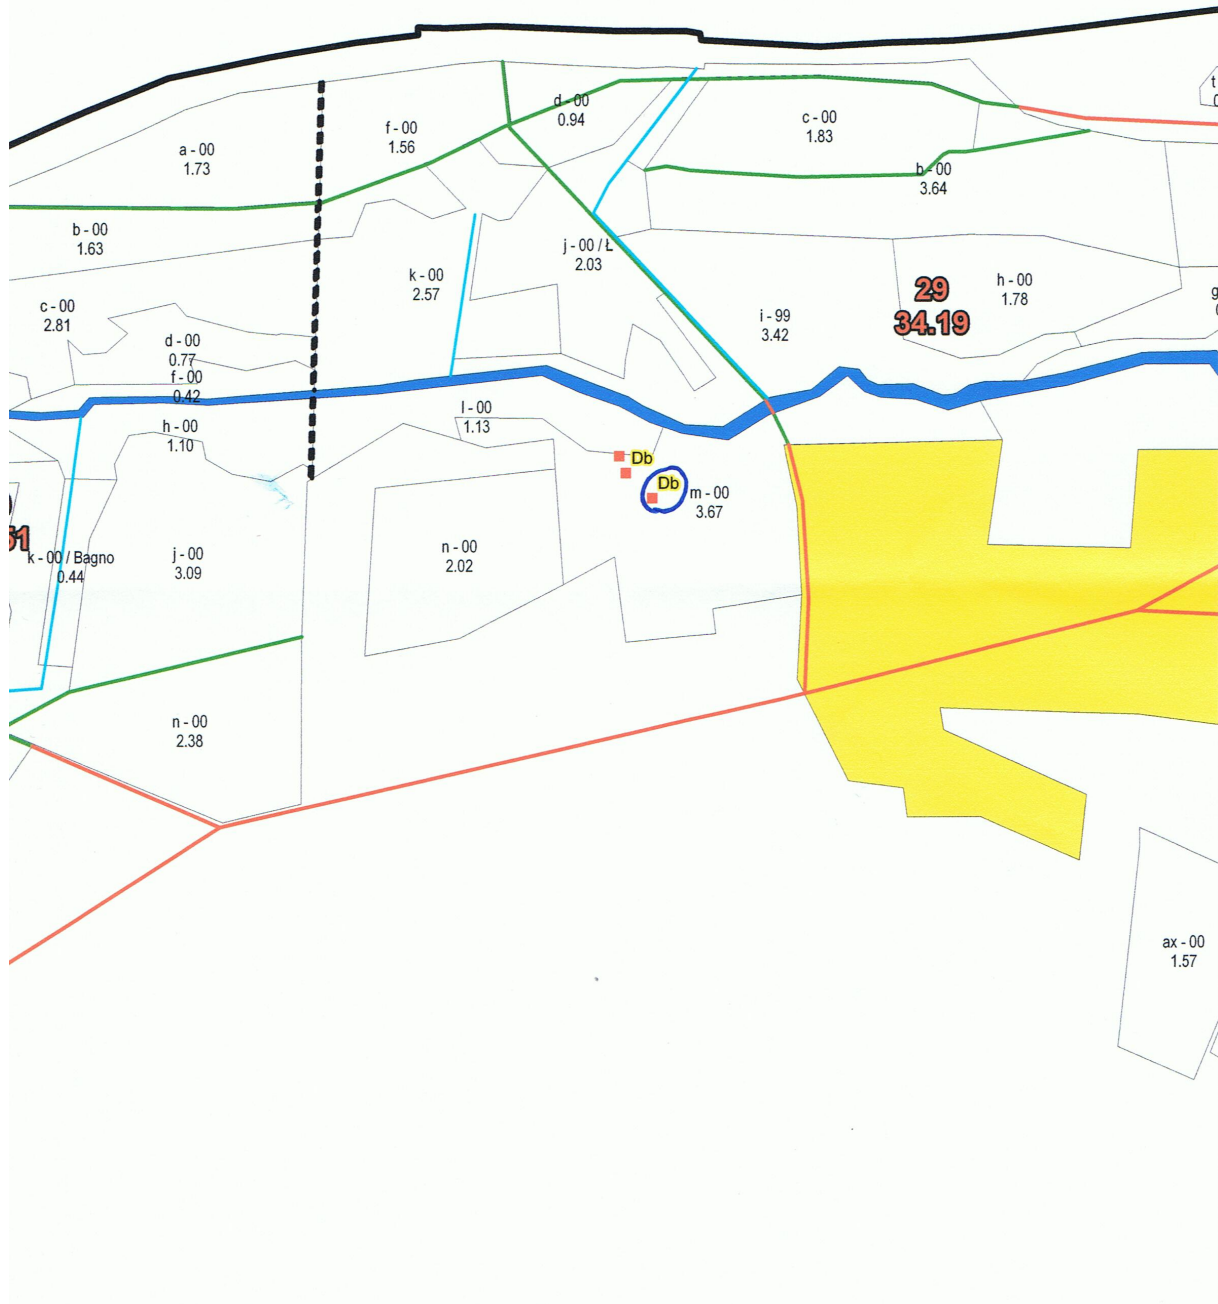 d - 00
0.94
c - 00
1.83
f - 00
1.56
a - 00
1.73
b - 00
3.64
b - 00
1.63
j - 00 / Ł
2.03
k - 00
2.57
29
34.19
h - 00
1.78
c - 00
2.81
i - 99
3.42
d - 00
0.77
f - 00
0.42
l - 00
1.13
h - 00
1.10
Db
Db
m - 00
3.67
51
k - 00 / Bagno
0.44
j - 00
3.09
n - 00
2.02
n - 00
2.38
ax - 00
1.57